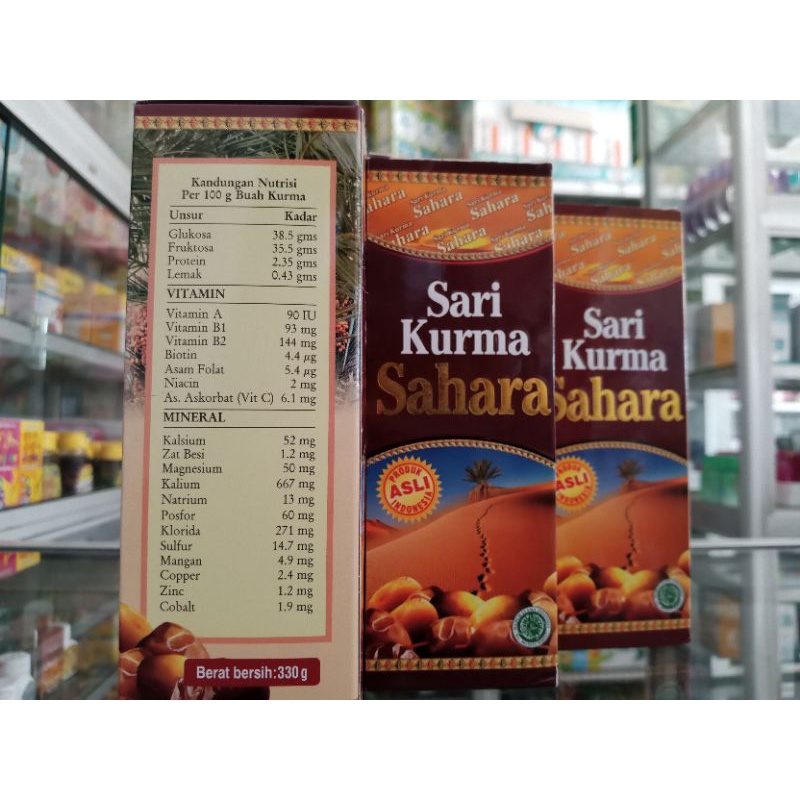 Kandungan Nutrisi
Per 100 g Buah Kurma
Unsur Kadar
Glukosa 38.5 gms
Fruktosa 35.5 gms
Protein 2.35 gms
Lemak 0.43 gms
VITAMIN
Vitamin A 90 IU
Vitamin B1 93 mg
Vitamin B2 144 mg
Biotin 4.4 µg
Asam Folat 5.4 µg
Niacin 2 mg
As. Askorbat (Vit C) 6.1 mg
MINERAL
Kalsium 52 mg
Zat Besi 1.2 mg
Magnesium 50 mg
Kalium 667 mg
Natrium 13 mg
Posfor 60 mg
Klorida 271 mg
Sulfur 14.7 mg
Mangan 4.9 mg
Copper 2.4 mg
Zinc 1.2 mg
Cobalt 1.9 mg
Berat bersih:330 g
Sari Kurma
Sahara
Sahara
Sari Kurma
Sahara
Sari
Kurma
Sahara
PRODUK
ASLI
INDONESIA
Sahara
Sari
Kurma
Sahara
ASLI